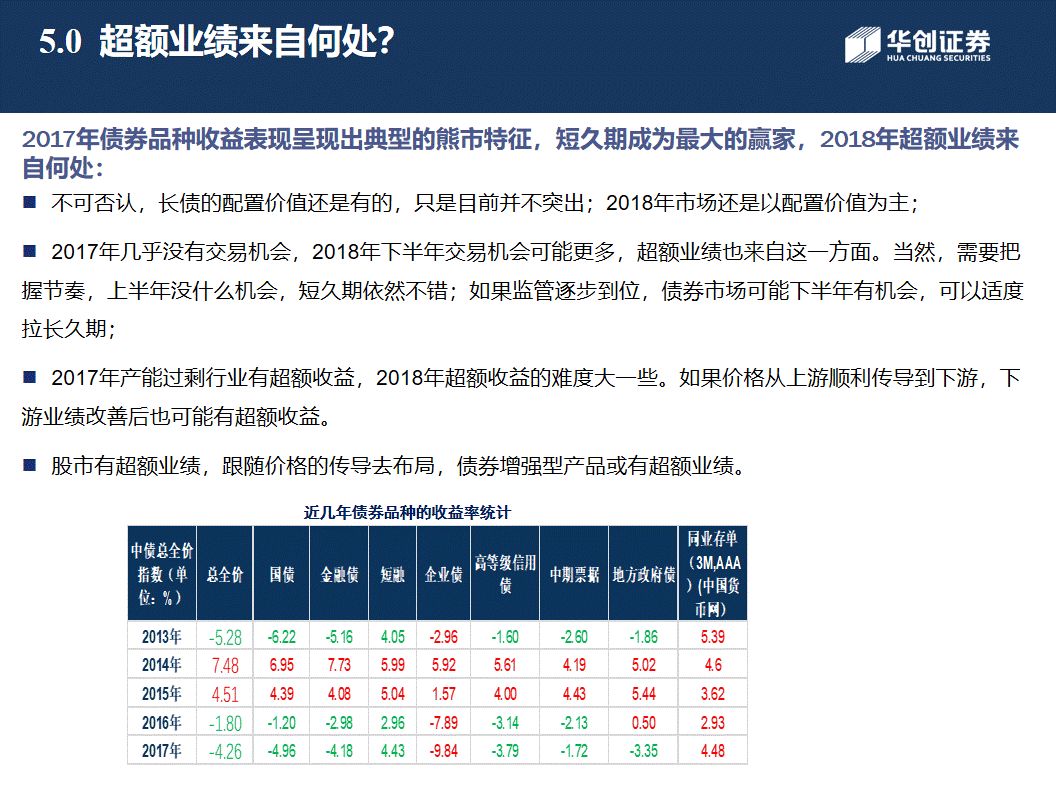 5.0 超额业绩来自何处?
华创证券
HUA CHUANG SECURITIES
2017年债券品种收益表现呈现出典型的熊市特征，短久期成为最大的赢家，2018年超额业绩来
自何处：
■ 不可否认，长债的配置价值还是有的，只是目前并不突出；2018年市场还是以配置价值为主；
■ 2017年几乎没有交易机会，2018年下半年交易机会可能更多，超额业绩也来自这一方面。当然，需要把
握节奏，上半年没什么机会，短久期依然不错；如果监管逐步到位，债券市场可能下半年有机会，可以适度
拉长久期；
■ 2017年产能过剩行业有超额收益，2018年超额收益的难度大一些。如果价格从上游顺利传导到下游，下
游业绩改善后也可能有超额收益。
■ 股市有超额业绩，跟随价格的传导去布局，债券增强型产品或有超额业绩。
近几年债券品种的收益率统计
中债总全价指数（单位：%） 总全价 国债 金融债 短融 企业债 高等级信用债 中期票据 地方政府债 同业存单（3M,AAA）(中国货币网）
2013年 -5.28 -6.22 -5.16 4.05 -2.96 -1.60 -2.60 -1.86 5.39
2014年 7.48 6.95 7.73 5.99 5.92 5.61 4.19 5.02 4.6
2015年 4.51 4.39 4.08 5.04 1.57 4.00 4.43 5.44 3.62
2016年 -1.80 -1.20 -2.98 2.96 -7.89 -3.14 -2.13 0.50 2.93
2017年 -4.26 -4.96 -4.18 4.43 -9.84 -3.79 -1.72 -3.35 4.48